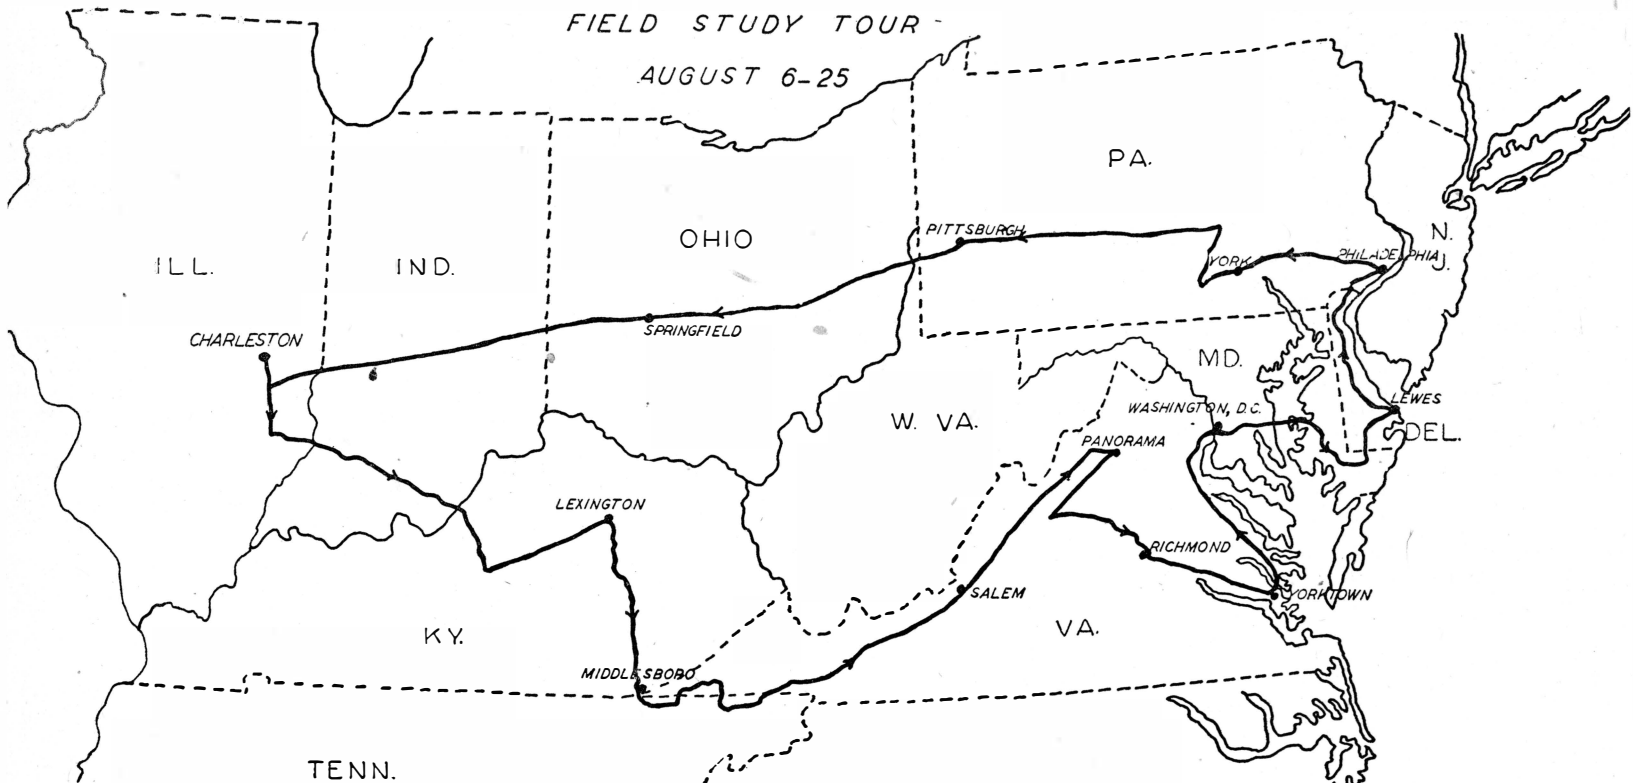 FIELD STUDY TOUR
AUGUST 6-25
PA.
N.
J.
PITTSBURGH
OHIO
YORK
PHILADELPHIA
ILL.
IND.
SPRINGFIELD
CHARLESTON
MD.
LEWES
WASHINGTON, D.C.
W. VA.
DEL.
PANORAMA
LEXINGTON
RICHMOND
SALEM
YORKTOWN
KY.
VA.
MIDDLESBORO
TENN.